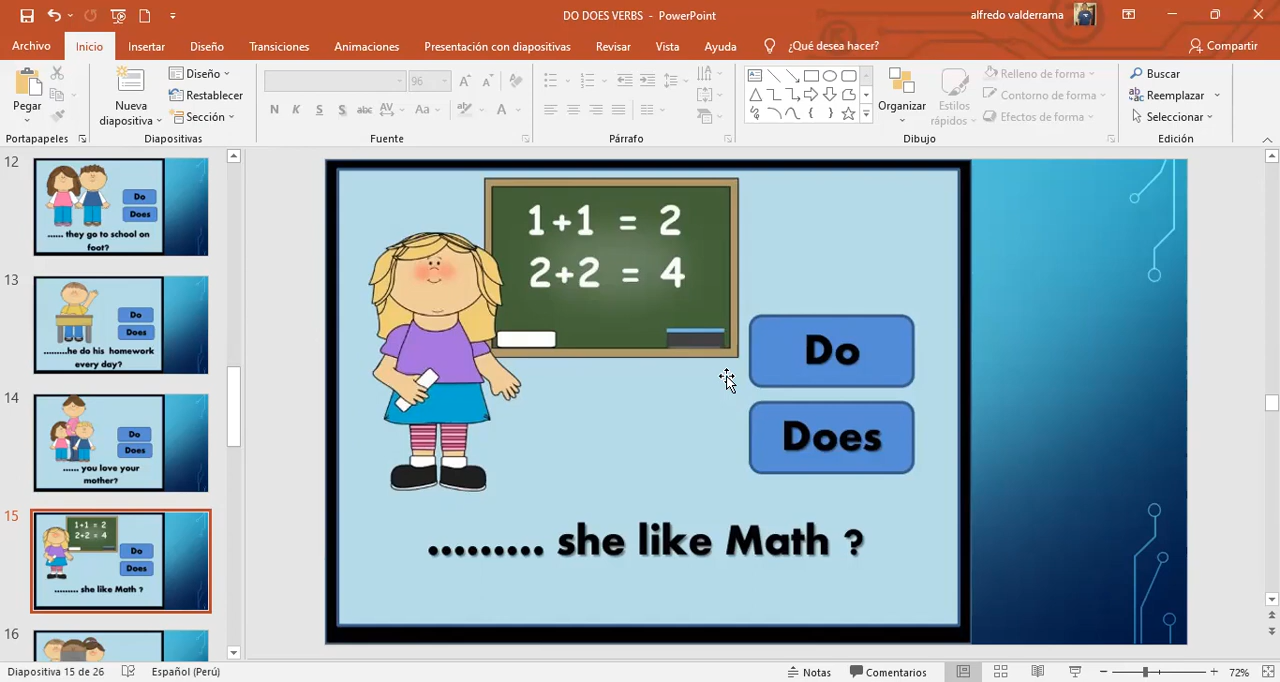 DO DOES VERBS - PowerPoint
alfredo valderrama
Archivo
Inicio
Insertar
Diseño
Transiciones
Animaciones
Presentación con diapositivas
Revisar
Vista
Ayuda
¿Qué desea hacer?
Compartir
Pegar
Portapapeles
Nueva
diapositiva
Diseño
Restablecer
Sección
Diapositivas
96
N K S S abc AV Aa A
Fuente
Párrafo
Organizar
Estilos
rápidos
Relleno de forma
Contorno de forma
Efectos de forma
Dibujo
Buscar
Reemplazar
Seleccionar
Edición
12
Do
Does
...... they go to school on
foot?
13
Do
Does
.........he do his homework
every day?
14
Do
Does
...... you love your
mother?
15
1+1 = 2
2+2 = 4
Do
Does
......... she like Math ?
16
1+1 = 2
2+2 = 4
Do
Does
......... she like Math ?
Diapositiva 15 de 26
Español (Perú)
Notas
Comentarios
72%